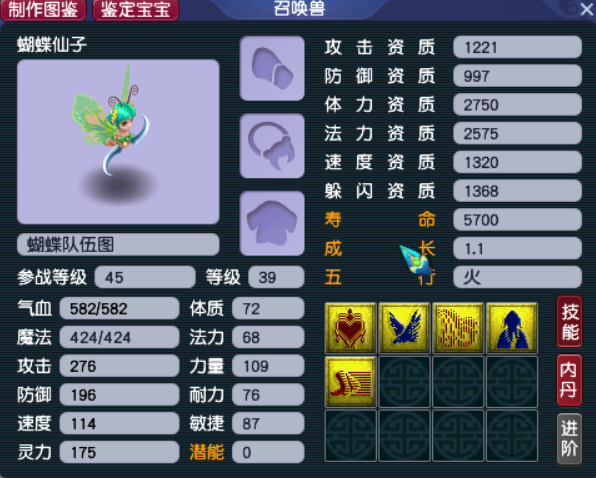 制作图鉴 鉴定宝宝 召唤兽
蝴蝶仙子
攻击资质 1221
防御资质 997
体力资质 2750
法力资质 2575
速度资质 1320
躲闪资质 1368
寿命 5700
蝴蝶队伍图
成长 1.1
参战等级 45 等级 39
五行 火
气血 582/582 体质 72
魔法 424/424 法力 68
攻击 276 力量 109
防御 196 耐力 76
速度 114 敏捷 87
灵力 175 潜能 0
技能
内丹
进阶